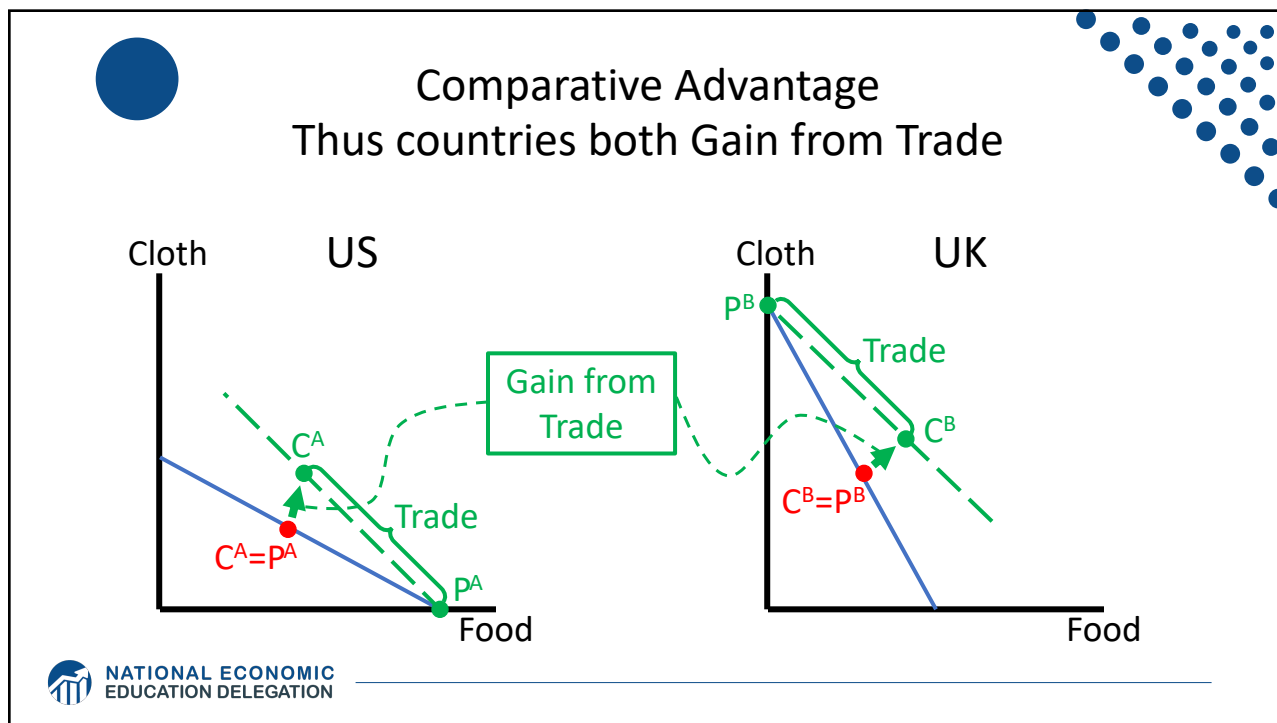 Comparative Advantage
Thus countries both Gain from Trade
Cloth
US
C^A
Trade
C^A=P^A
P^A
Food
Gain from
Trade
Cloth
UK
P^B
Trade
C^B
C^B=P^B
Food
NATIONAL ECONOMIC
EDUCATION DELEGATION